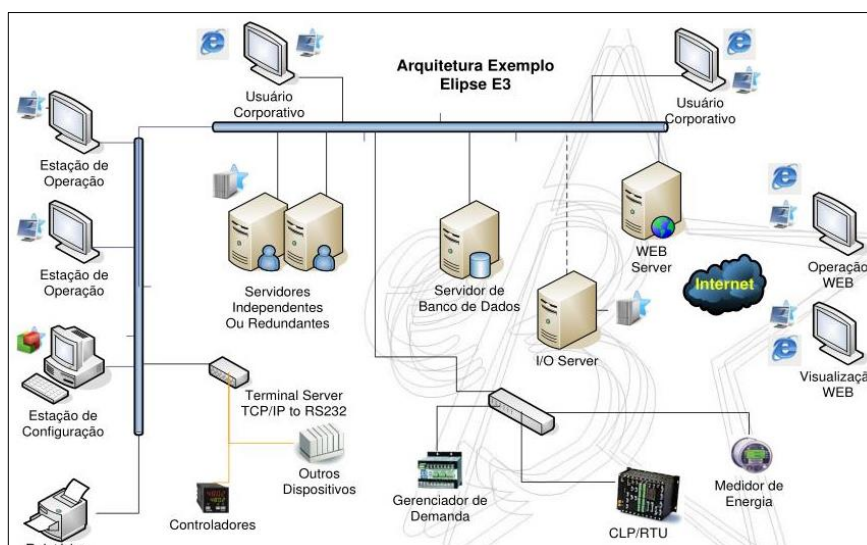 Arquitetura Exemplo
Elipse E3
Usuário
Corporativo
Usuário
Corporativo
Estação de
Operação
Estação de
Operação
Servidores
Independentes
Ou Redundantes
Servidor de
Banco de Dados
WEB
Server
Internet
Operação
WEB
I/O Server
Visualização
WEB
Estação de
Configuração
Terminal Server
TCP/IP to RS232
Outros
Dispositivos
Controladores
Gerenciador de
Demanda
CLP/RTU
Medidor de
Energia